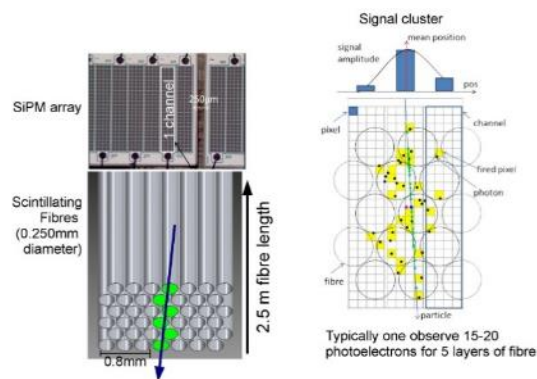 Signal cluster
mean position
signal
amplitude
pos
SiPM array
250μm
1 channel
pixel
channel
fired pixel
photon
Scintillating
Fibres
(0.250mm
diameter)
2.5 m fibre length
fibre
particle
0.8mm
Typically one observe 15-20
photoelectrons for 5 layers of fibre